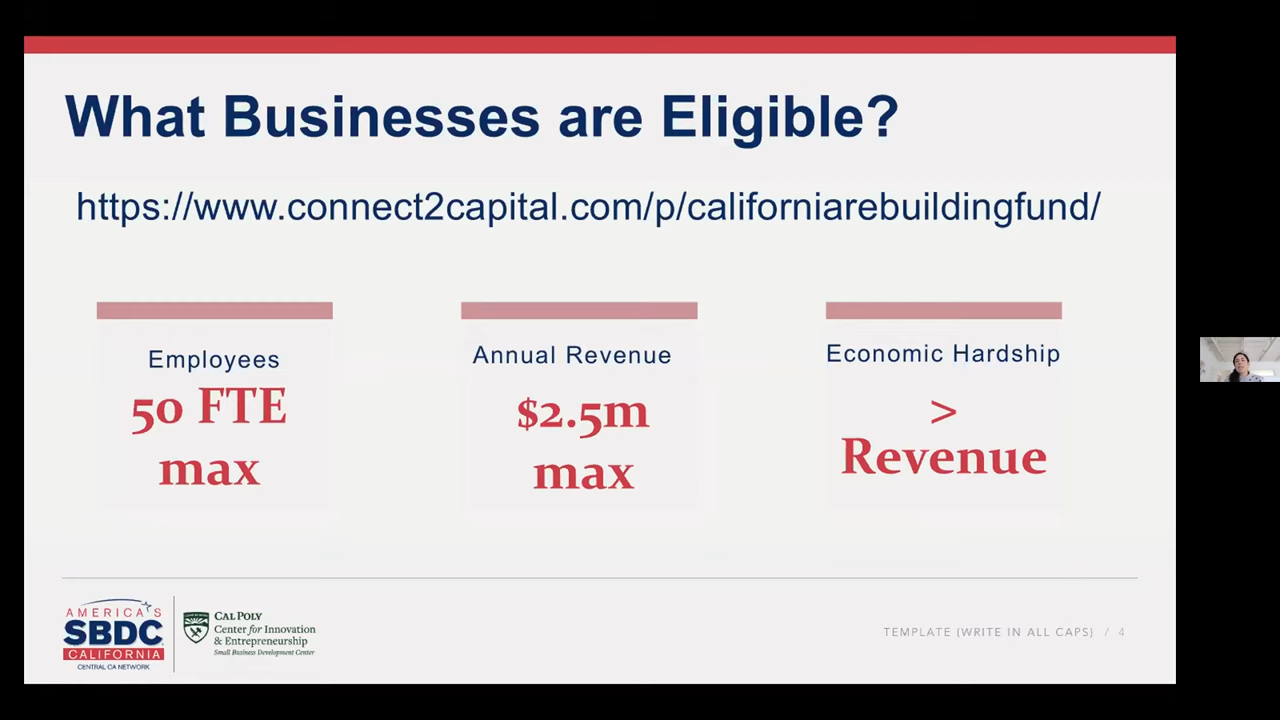 What Businesses are Eligible?
https://www.connect2capital.com/p/californiarebuildingfund/
Employees
50 FTE
max
Annual Revenue
$2.5m
max
Economic Hardship
>
Revenue
AMERICA'S
SBDC
CALIFORNIA
CENTRAL CA NETWORK
CAL POLY
Center for Innovation
& Entrepreneurship
Small Business Development Center
TEMPLATE (WRITE IN ALL CAPS) / 4